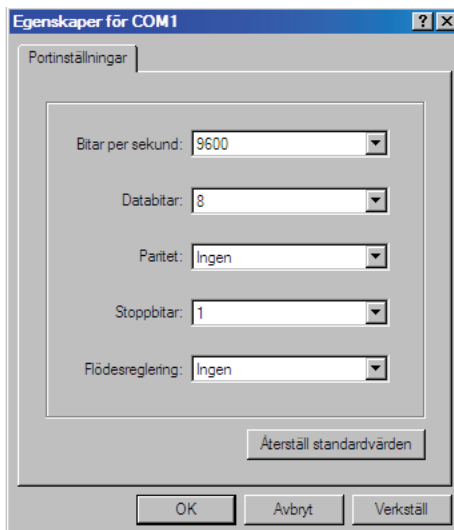 Egenskaper för COM1
Portinställningar
Bitar per sekund: 9600
Databitar: 8
Paritet: Ingen
Stoppbitar: 1
Flödesreglering: Ingen
Återställ standardvärden
OK Avbryt Verkställ